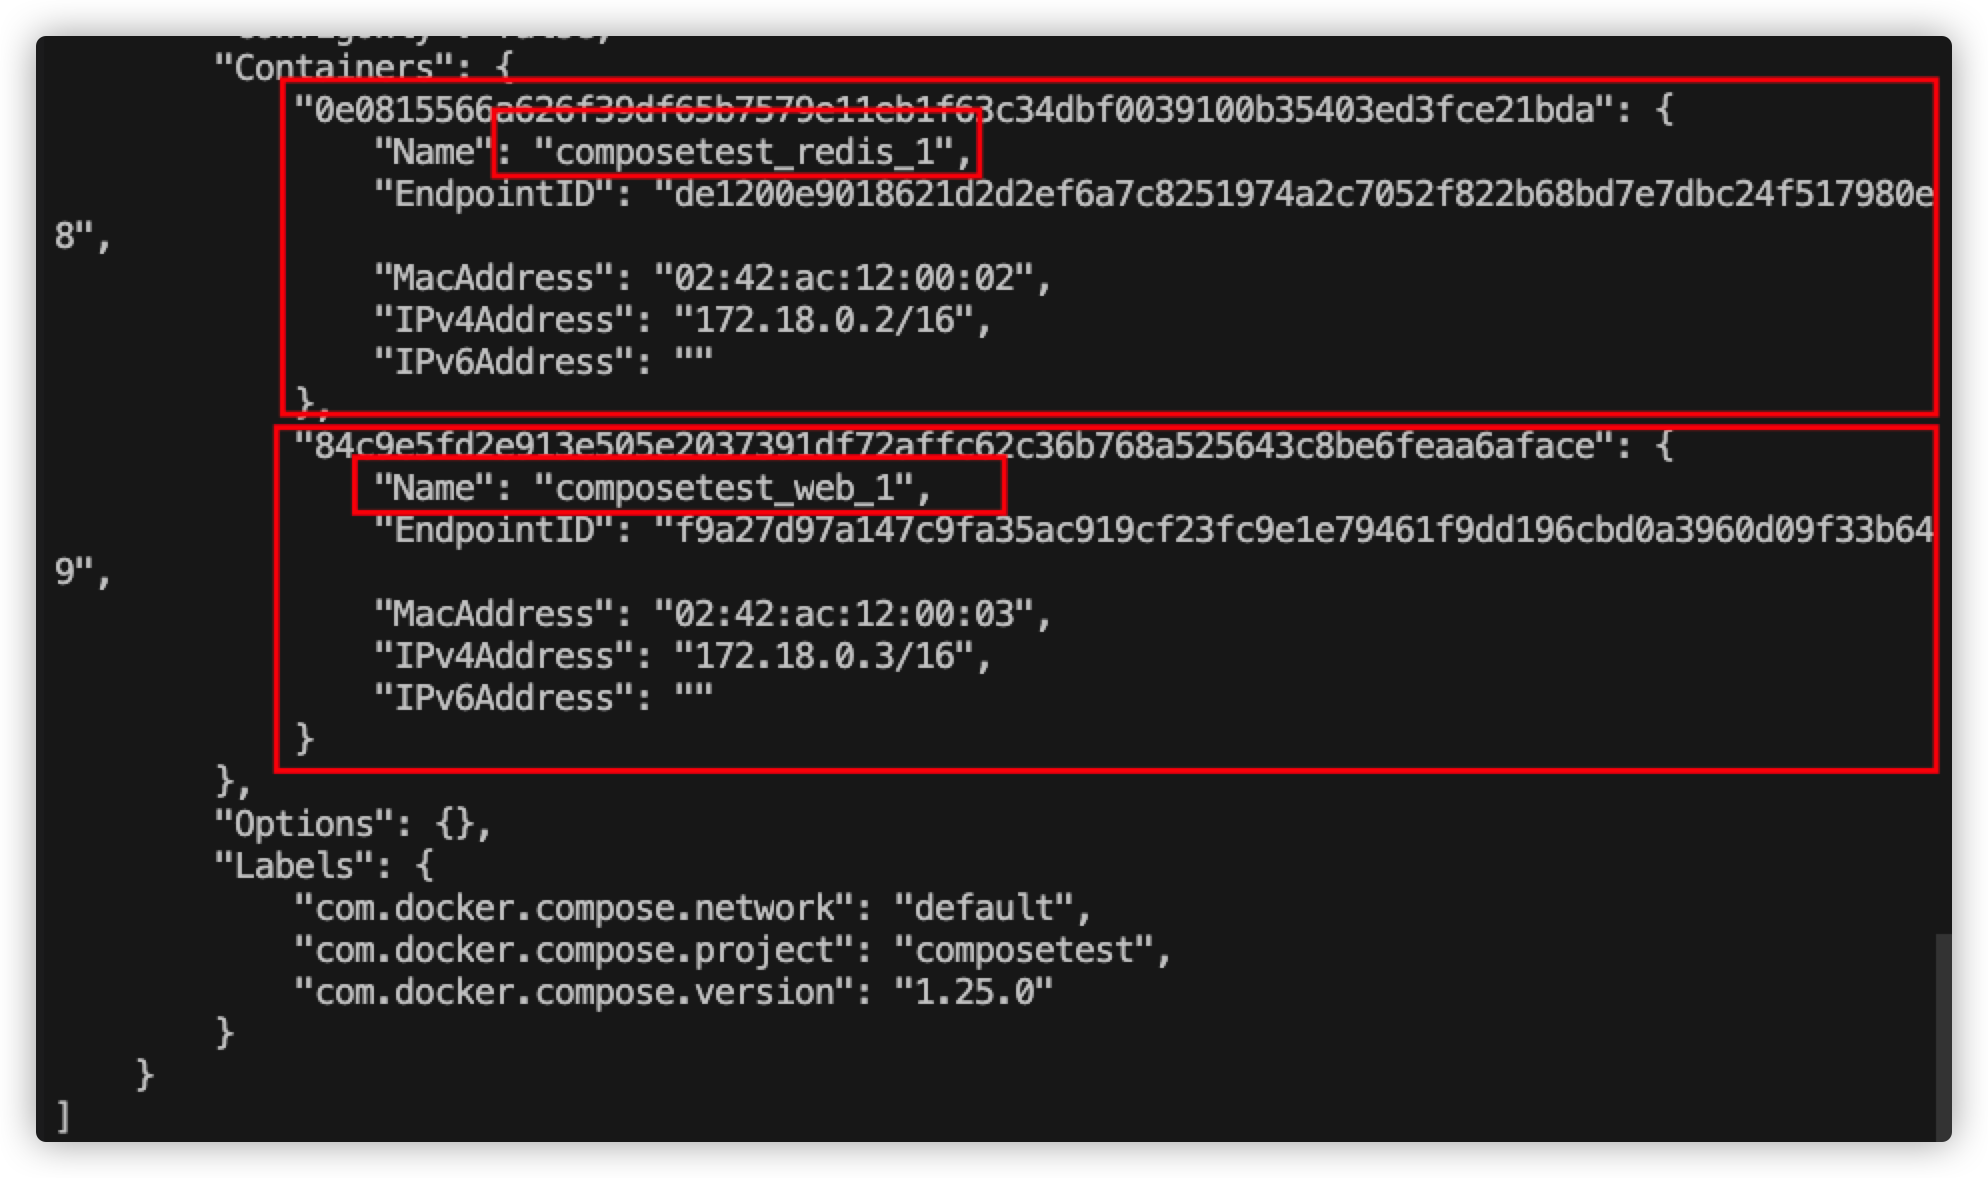 "Containers": {
"0e0815566a626f39df65b7579e11eb1f63c34dbf0039100b35403ed3fce21bda": {
"Name": "composetest_redis_1",
"EndpointID": "de1200e9018621d2d2ef6a7c8251974a2c7052f822b68bd7e7dbc24f517980e
8",
"MacAddress": "02:42:ac:12:00:02",
"IPv4Address": "172.18.0.2/16",
"IPv6Address": ""
},
"84c9e5fd2e913e505e2037391df72affc62c36b768a525643c8be6feaa6aface": {
"Name": "composetest_web_1",
"EndpointID": "f9a27d97a147c9fa35ac919cf23fc9e1e79461f9dd196cbd0a3960d09f33b64
9",
"MacAddress": "02:42:ac:12:00:03",
"IPv4Address": "172.18.0.3/16",
"IPv6Address": ""
}
},
"Options": {},
"Labels": {
"com.docker.compose.network": "default",
"com.docker.compose.project": "composetest",
"com.docker.compose.version": "1.25.0"
}
}
]